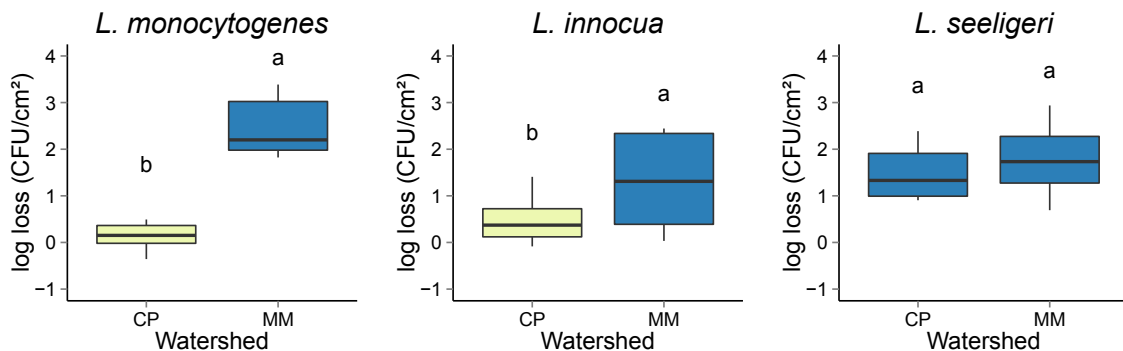 L. monocytogenes
log loss (CFU/cm²)
4
3
2
1
0
−1
b
a
CP
MM
Watershed
L. innocua
log loss (CFU/cm²)
4
3
2
1
0
−1
b
a
CP
MM
Watershed
L. seeligeri
log loss (CFU/cm²)
4
3
2
1
0
−1
a
a
CP
MM
Watershed